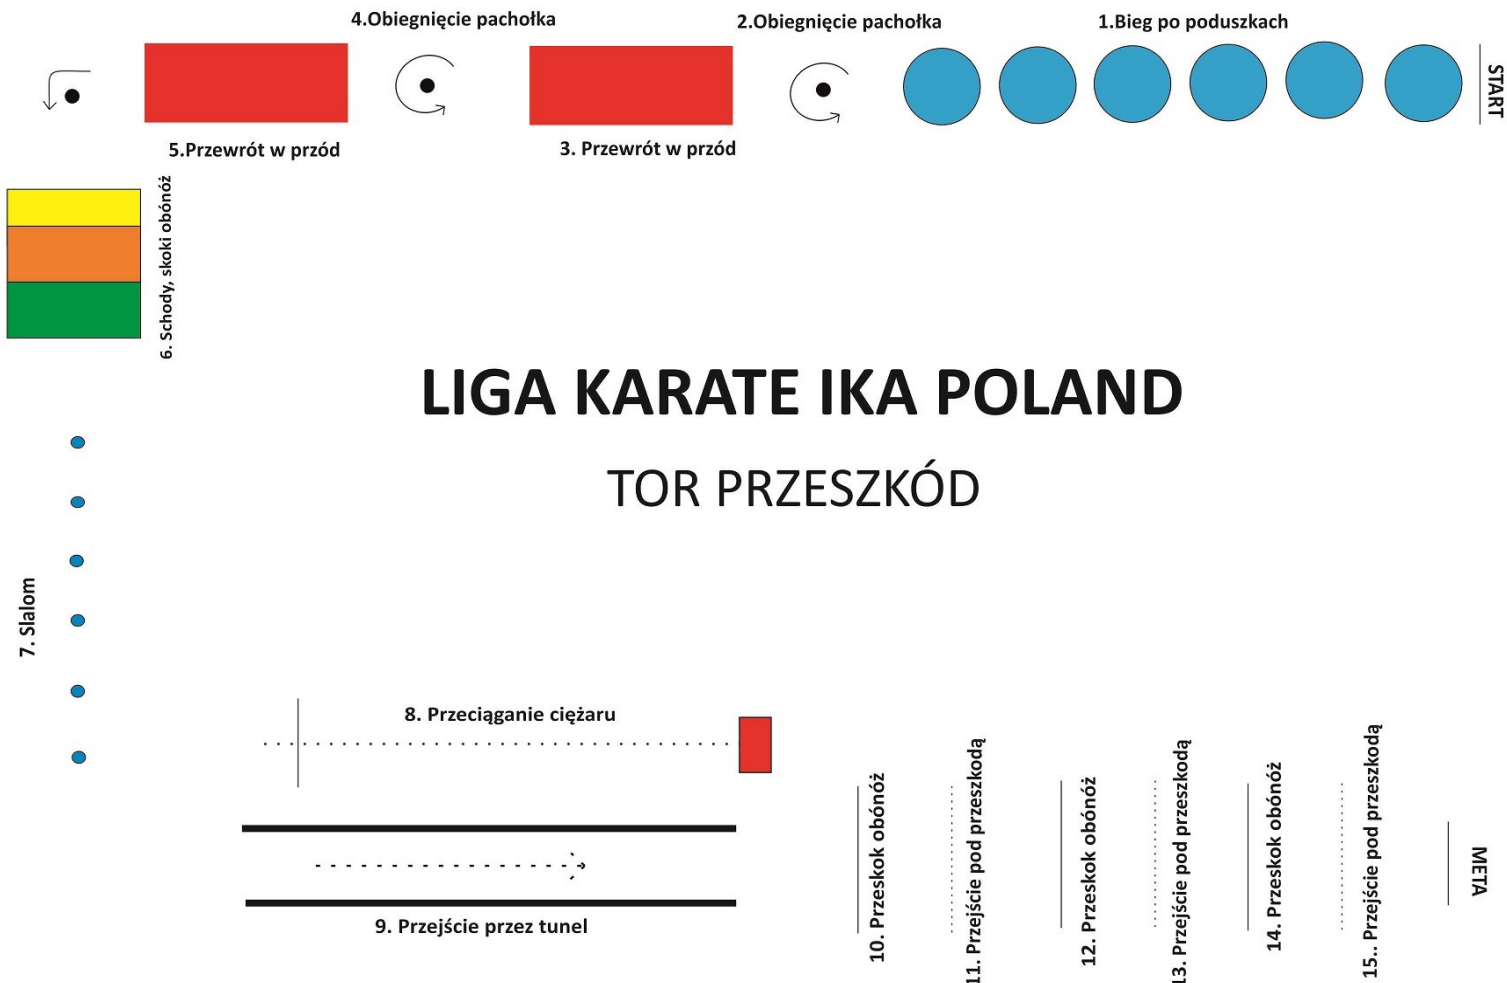 4.Obiegnięcie pachołka
2.Obiegnięcie pachołka
1.Bieg po poduszkach
START
5.Przewrót w przód
3. Przewrót w przód
6. Schody, skoki obónóż
LIGA KARATE IKA POLAND
TOR PRZESZKÓD
7. Slalom
8. Przeciąganie ciężaru
9. Przejście przez tunel
10. Przeskok obónóż
11. Przejście pod przeszkodą
12. Przeskok obónóż
13. Przejście pod przeszkodą
14. Przeskok obónóż
15.. Przejście pod przeszkodą
META